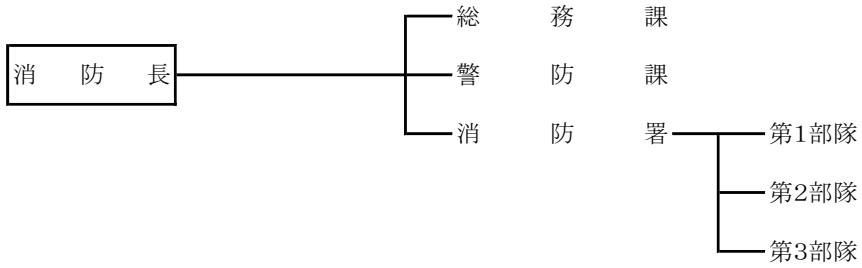 総務課
消防長
警防課
消防署
第1部隊
第2部隊
第3部隊